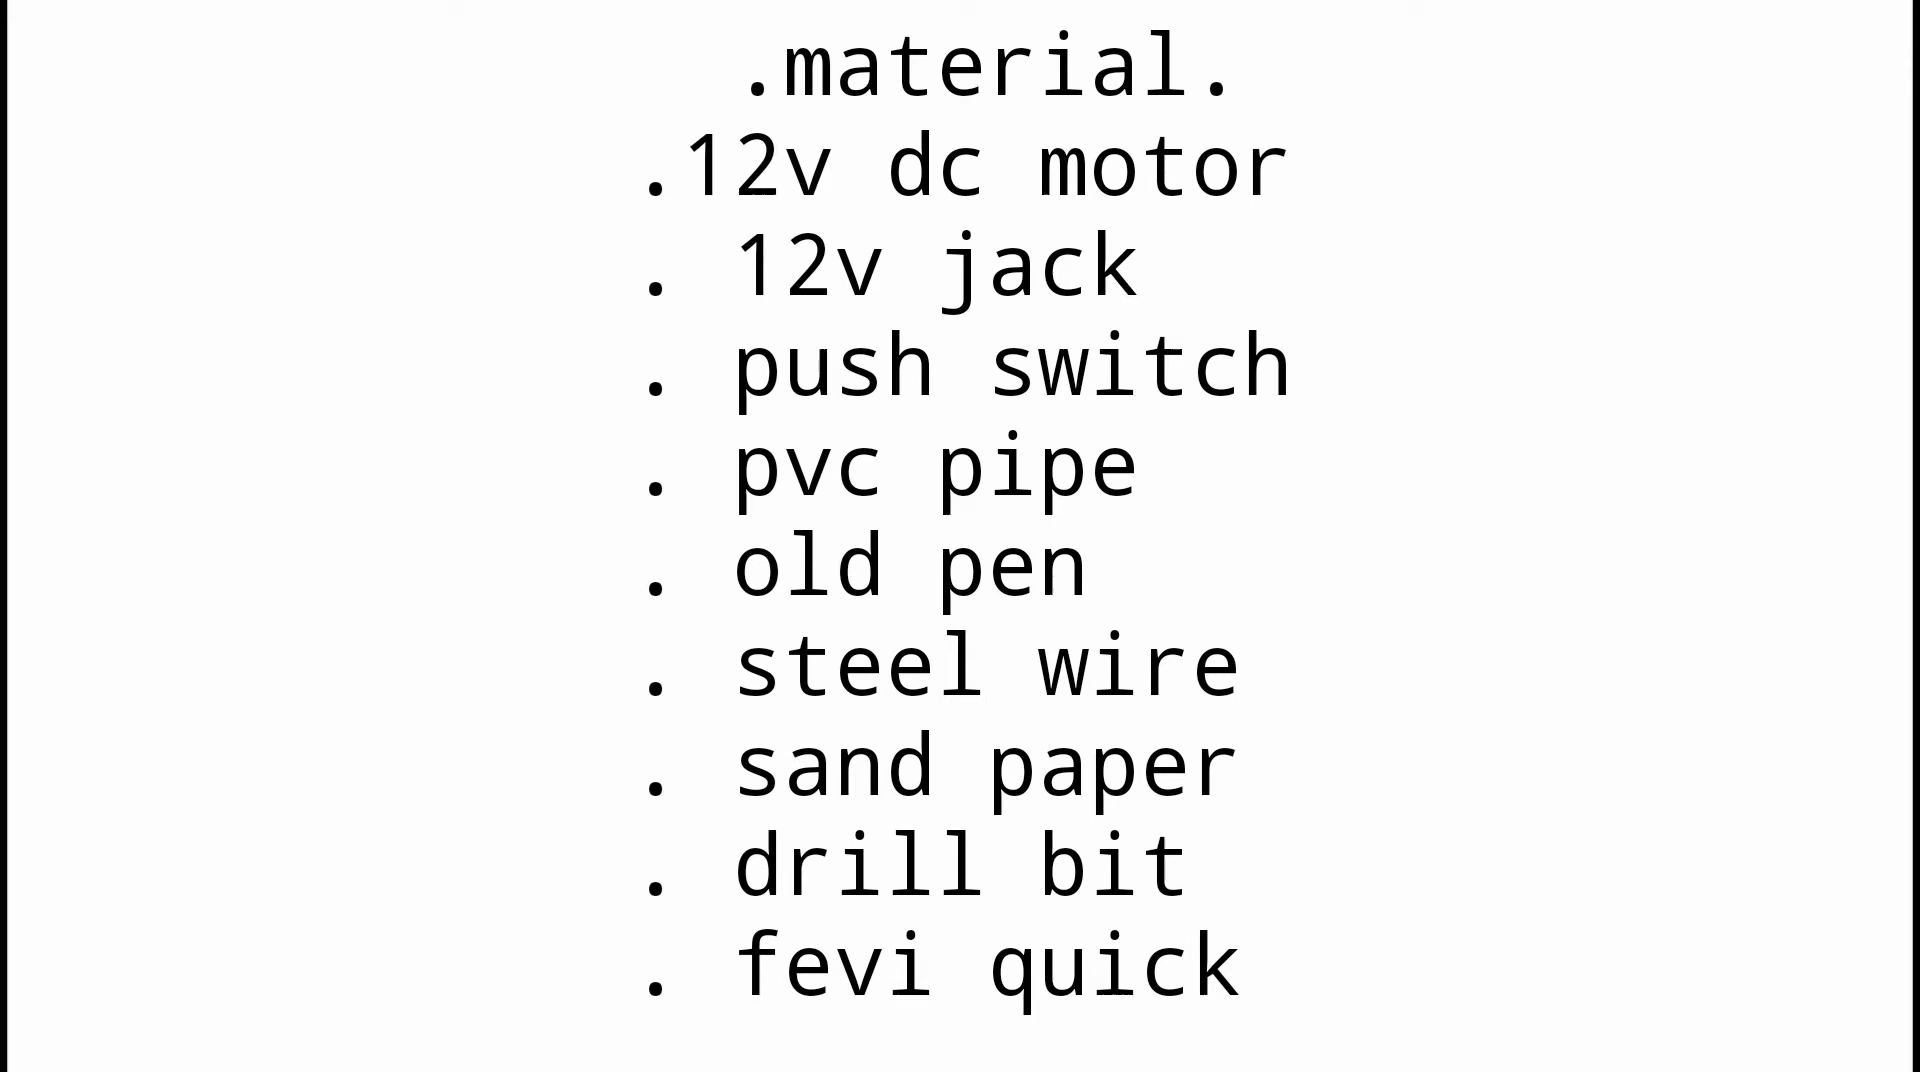 .material.
.12v dc motor
. 12v jack
. push switch
. pvc pipe
. old pen
. steel wire
. sand paper
. drill bit
. fevi quick